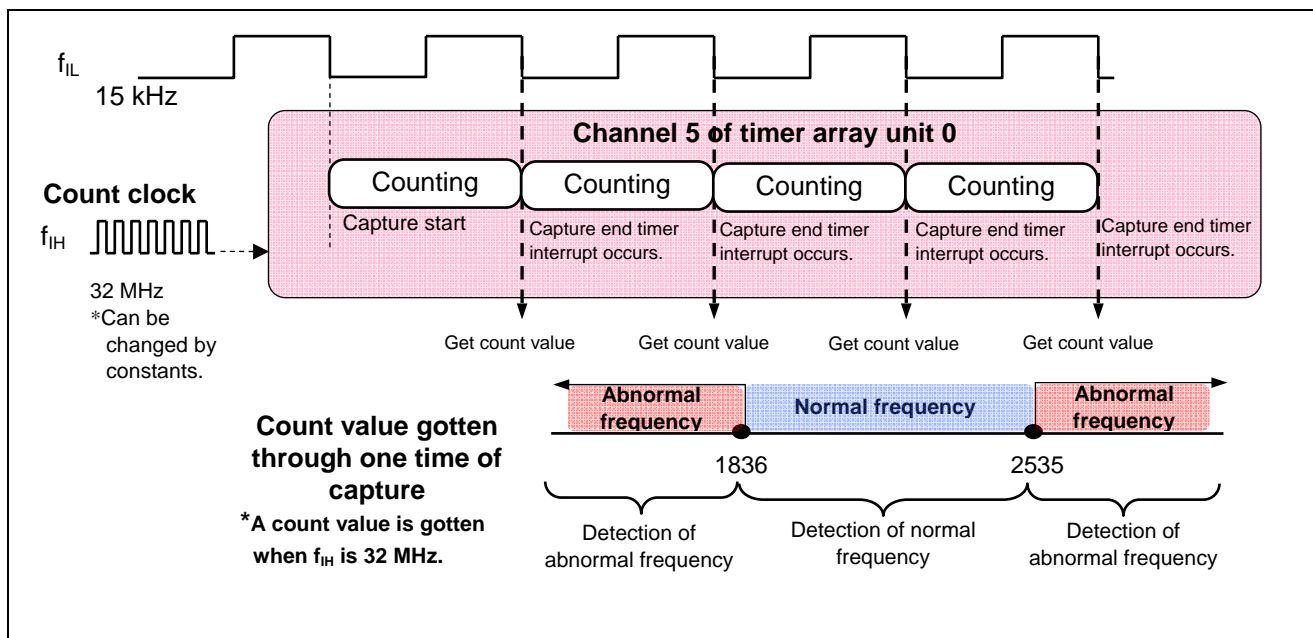 f_IL
15 kHz
Channel 5 of timer array unit 0
Counting
Counting
Counting
Counting
Count clock
f_IH
Capture start
Capture end timer
interrupt occurs.
Capture end timer
interrupt occurs.
Capture end timer
interrupt occurs.
Capture end timer
interrupt occurs.
32 MHz
*Can be
changed by
constants.
Get count value
Get count value
Get count value
Get count value
Abnormal
frequency
Normal frequency
Abnormal
frequency
Count value gotten
through one time of
capture
*A count value is gotten
when f_IH is 32 MHz.
1836
2535
Detection of
abnormal frequency
Detection of normal
frequency
Detection of
abnormal frequency